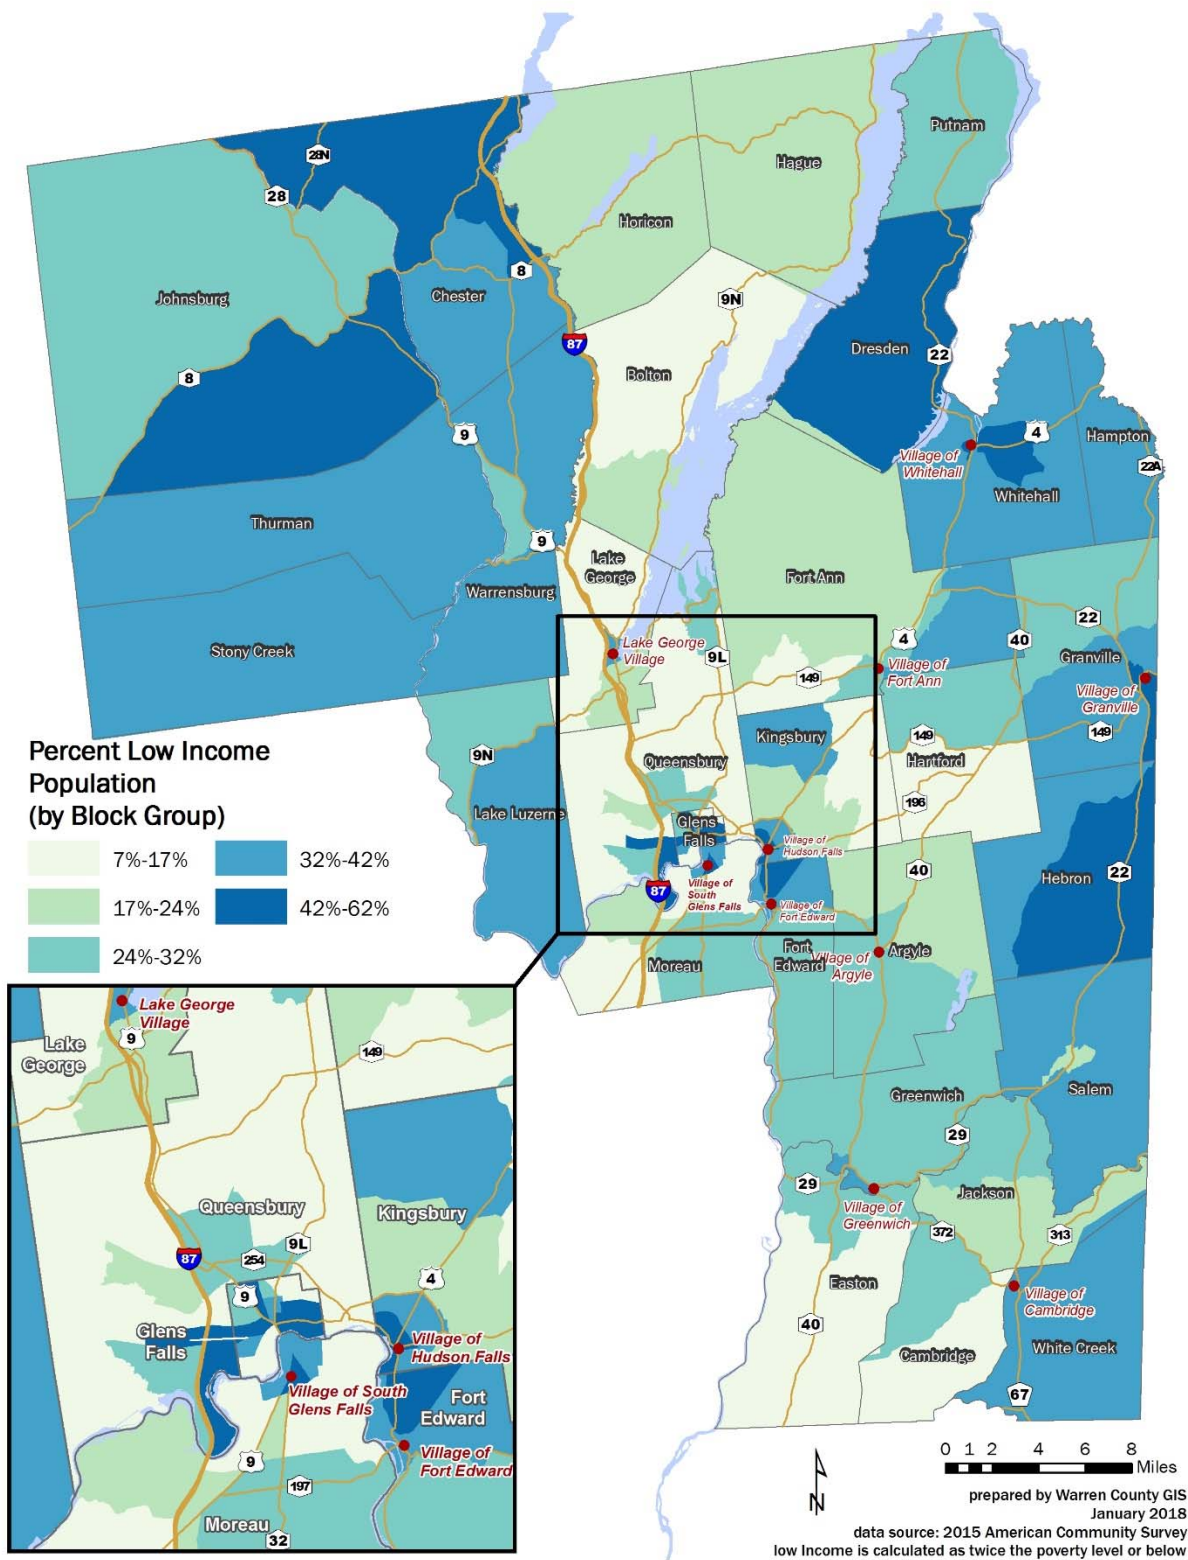 28N
28
Putnam
Hague
Horicon
8
Johnsburg
Chester
9N
87
Dresden
22
Bolton
8
9
4
Hampton
Village of
Whitehall
22A
Whitehall
Thurman
9
Lake
George
Fort Ann
Warrensburg
22
4
40
Stony Creek
Lake George
Village
9L
Granville
149
Village of
Fort Ann
Village of
Granville
Percent Low Income
Population
(by Block Group)
7%-17%
32%-42%
17%-24%
42%-62%
24%-32%
9N
Queensbury
Kingsbury
149
149
Hartford
196
Lake Luzerne
Glens
Falls
Village of
Hudson Falls
40
Hebron
22
87
Village of
South
Glens Falls
Village of
Fort Edward
Moreau
Fort
Edward
Village of
Argyle
Argyle
Lake George
Village
9
Lake
George
149
Greenwich
Salem
29
29
Jackson
Village of
Greenwich
372
313
Queensbury
Kingsbury
9L
87
254
9
4
Easton
Village of
Cambridge
40
Cambridge
White Creek
67
Glens
Falls
Village of
Hudson Falls
Village of South
Glens Falls
Fort
Edward
Village of
Fort Edward
9
197
Moreau
32
N
0 1 2 4 6 8
Miles
prepared by Warren County GIS
January 2018
data source: 2015 American Community Survey
low Income is calculated as twice the poverty level or below